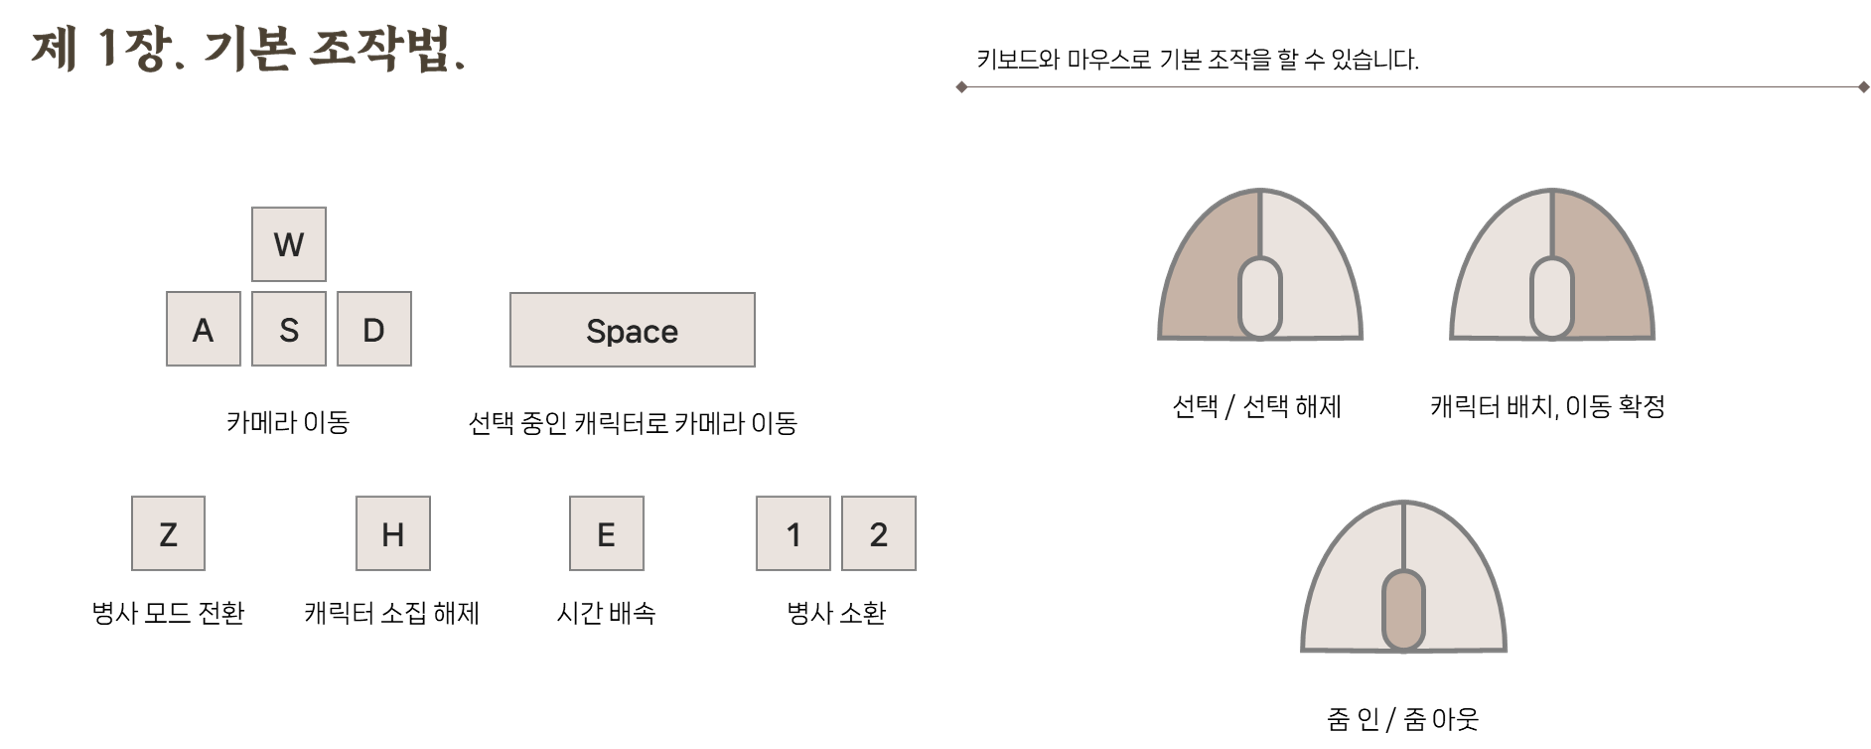 제 1장. 기본 조작법.
키보드와 마우스로 기본 조작을 할 수 있습니다.
W
A S D
Space
카메라 이동
선택 중인 캐릭터로 카메라 이동
Z
H
E
1 2
병사 모드 전환
캐릭터 소집 해제
시간 배속
병사 소환
선택 / 선택 해제
캐릭터 배치, 이동 확정
줌 인 / 줌 아웃